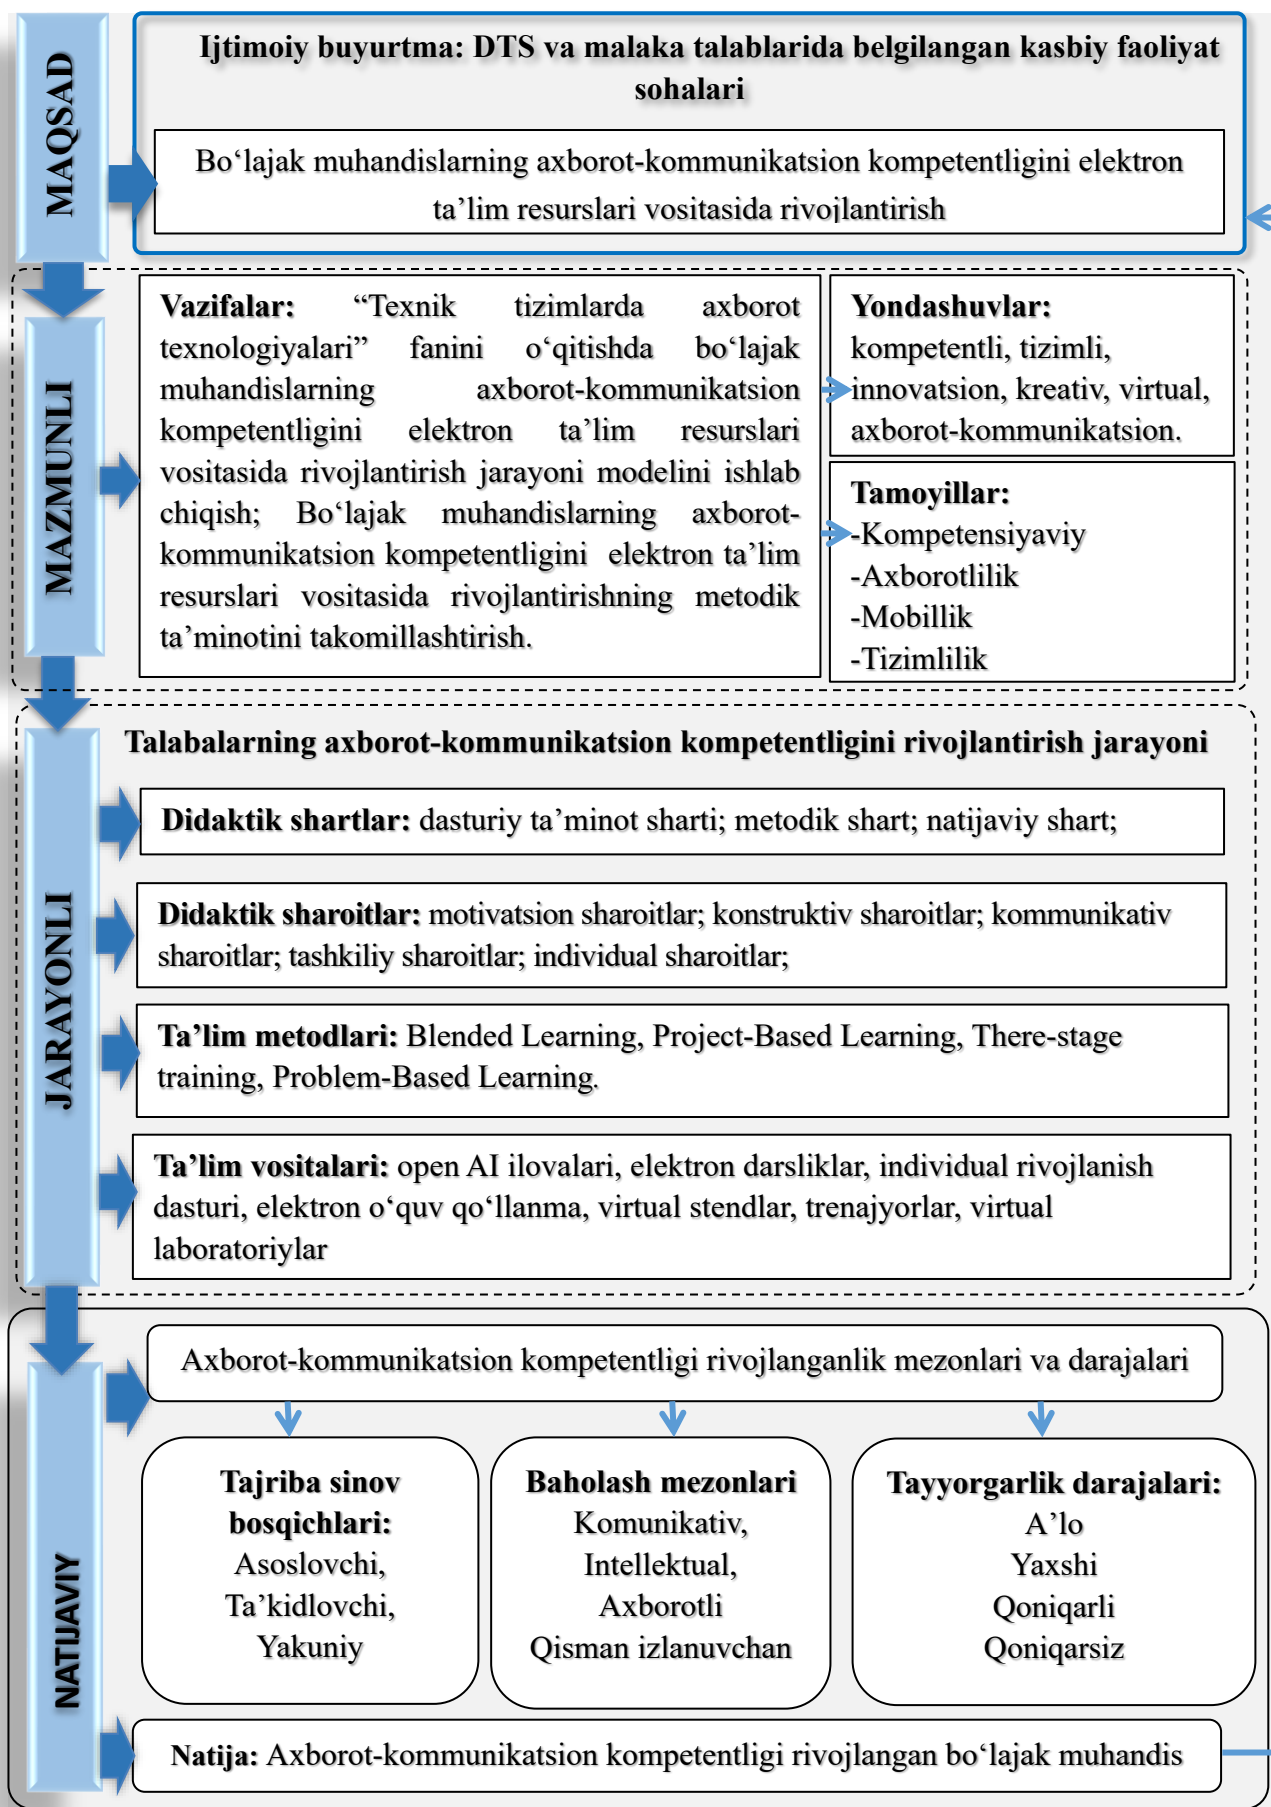 MAQSAD
Ijtimoiy buyurtma: DTS va malaka talablarida belgilangan kasbiy faoliyat
sohalari
Bo‘lajak muhandislarning axborot-kommunikatsion kompetentligini elektron
ta’lim resurslari vositasida rivojlantirish
MAZMUNLI
Vazifalar: “Texnik tizimlarda axborot
texnologiyalari” fanini o‘qitishda bo‘lajak
muhandislarning axborot-kommunikatsion
kompetentligini elektron ta’lim resurslari
vositasida rivojlantirish jarayoni modelini ishlab
chiqish; Bo‘lajak muhandislarning axborot-
kommunikatsion kompetentligini elektron ta’lim
resurslari vositasida rivojlantirishning metodik
ta’minotini takomillashtirish.
Yondashuvlar:
kompetentli, tizimli,
innovatsion, kreativ, virtual,
axborot-kommunikatsion.
Tamoyillar:
-Kompetensiyaviy
-Axborotlilik
-Mobillik
-Tizimlilik
JARAYONLI
Talabalarning axborot-kommunikatsion kompetentligini rivojlantirish jarayoni
Didaktik shartlar: dasturiy ta’minot sharti; metodik shart; natijaviy shart;
Didaktik sharoitlar: motivatsion sharoitlar; konstruktiv sharoitlar; kommunikativ
sharoitlar; tashkiliy sharoitlar; individual sharoitlar;
Ta’lim metodlari: Blended Learning, Project-Based Learning, There-stage
training, Problem-Based Learning.
Ta’lim vositalari: open AI ilovalari, elektron darsliklar, individual rivojlanish
dasturi, elektron o‘quv qo‘llanma, virtual stendlar, trenajyorlar, virtual
laboratoriylar
NATIJAVIY
Axborot-kommunikatsion kompetentligi rivojlanganlik mezonlari va darajalari
Tajriba sinov
bosqichlari:
Asoslovchi,
Ta’kidlovchi,
Yakuniy
Baholash mezonlari
Komunikativ,
Intellektual,
Axborotli
Qisman izlanuvchan
Tayyorgarlik darajalari:
A’lo
Yaxshi
Qoniqarli
Qoniqarsiz
Natija: Axborot-kommunikatsion kompetentligi rivojlangan bo‘lajak muhandis